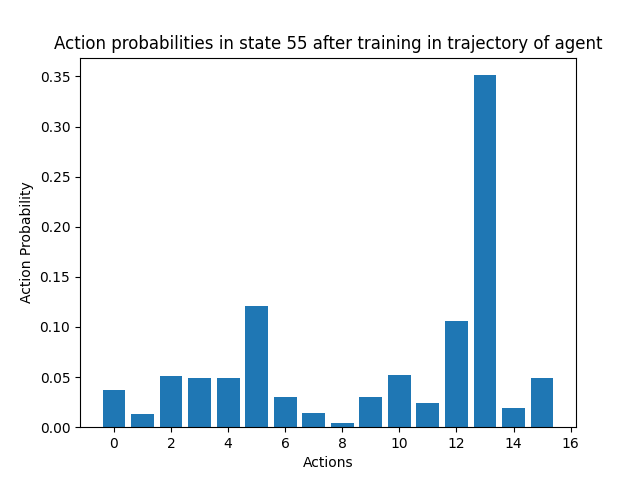 Action probabilities in state 55 after training in trajectory of agent
0.35
0.30
0.25
0.20
0.15
0.10
0.05
0.00
Action Probability
0 2 4 6 8 10 12 14 16
Actions